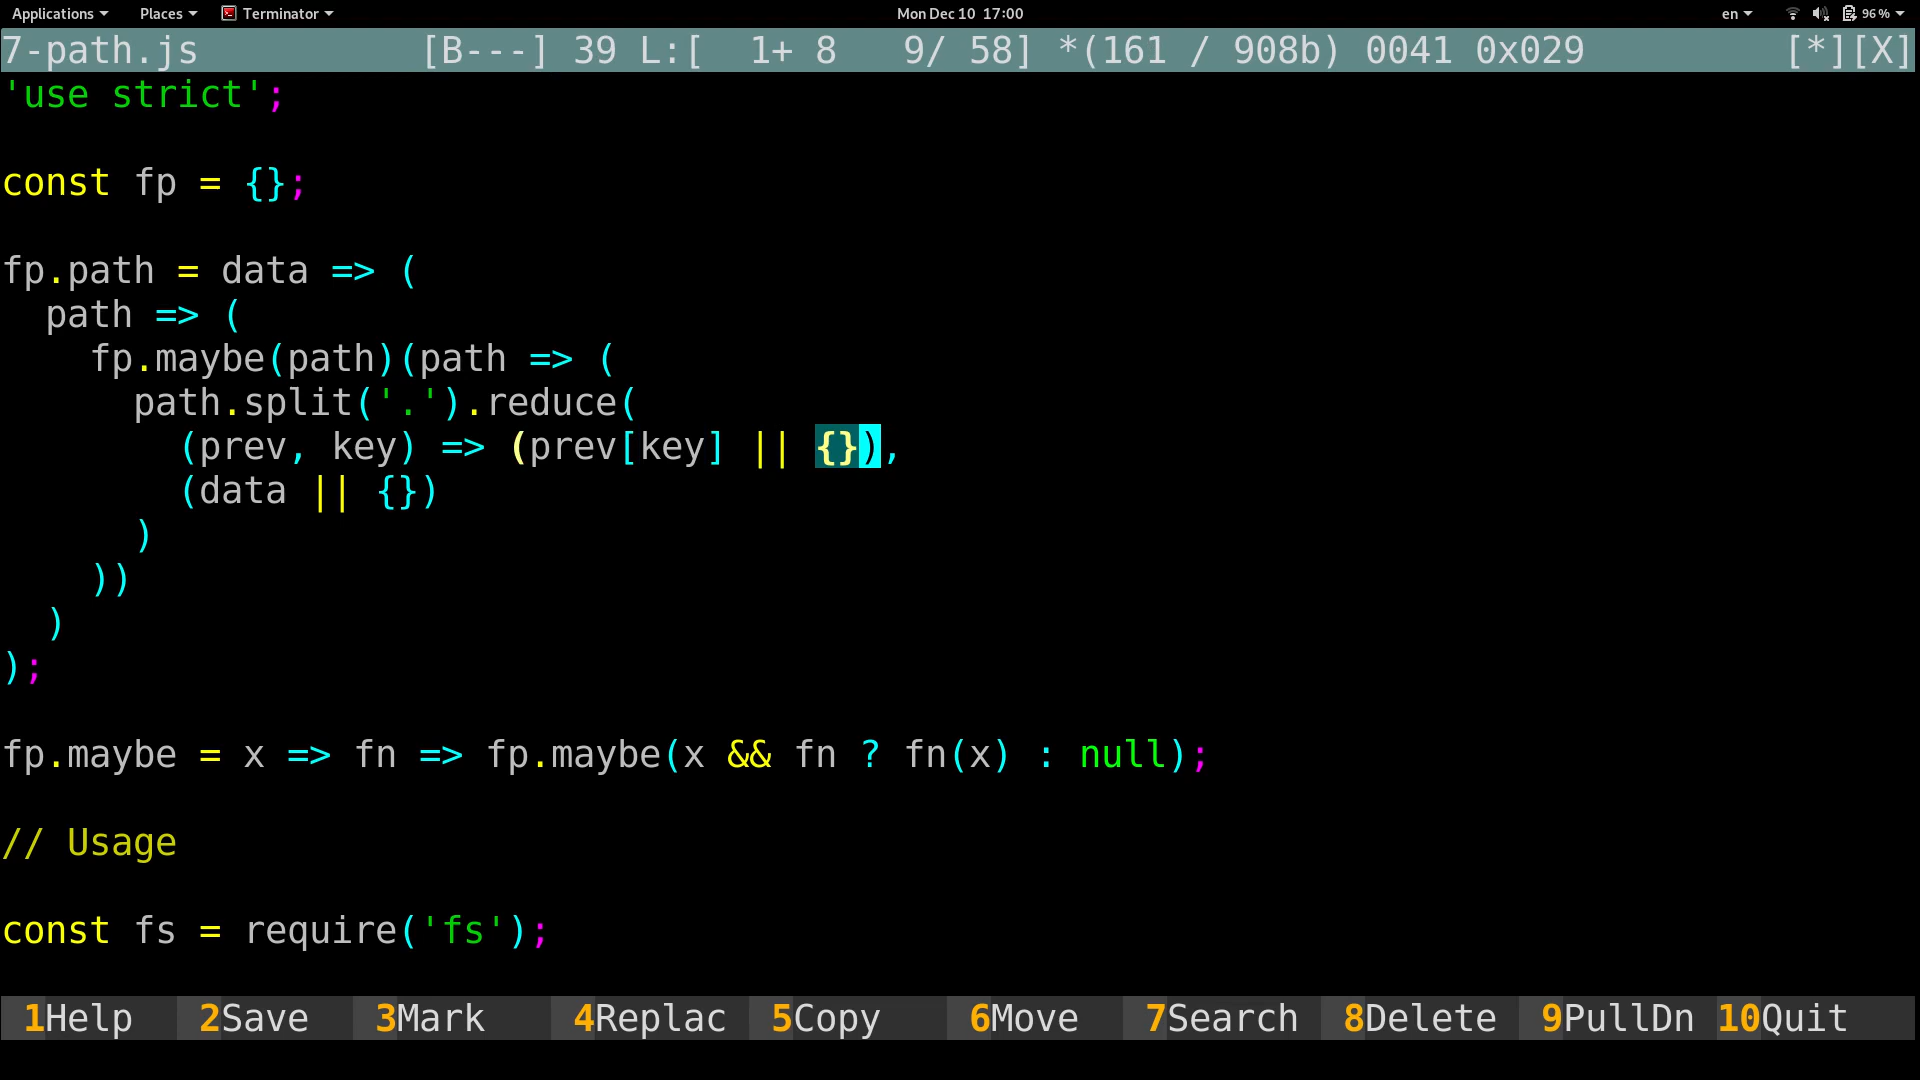 Applications Places Terminator Mon Dec 10 17:00 en 96 %
7-path.js [B---] 39 L:[ 1+ 8 9/ 58] *(161 / 908b) 0041 0x029 [*][X]
'use strict';
const fp = {};
fp.path = data => (
  path => (
    fp.maybe(path)(path => (
      path.split('.').reduce(
        (prev, key) => (prev[key] || {}),
        (data || {})
      )
    ))
  )
);
fp.maybe = x => fn => fp.maybe(x && fn ? fn(x) : null);
// Usage
const fs = require('fs');
1Help 2Save 3Mark 4Replac 5Copy 6Move 7Search 8Delete 9PullDn 10Quit